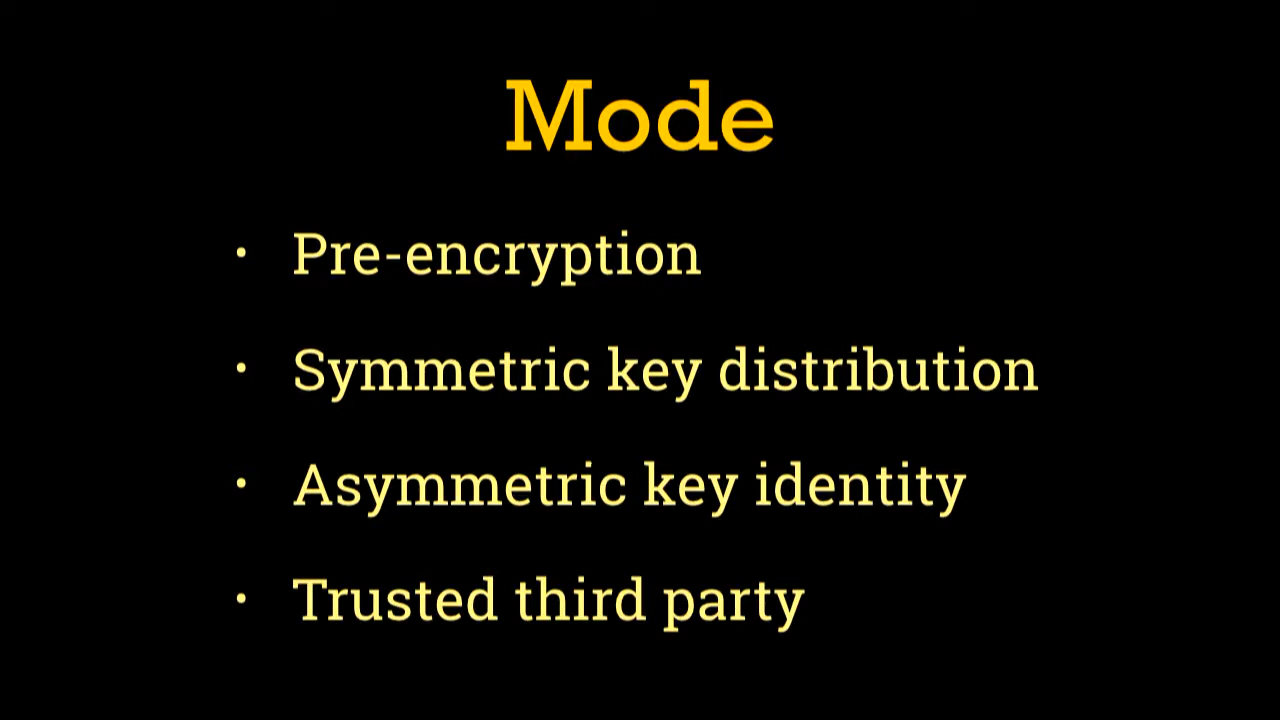 Mode
· Pre-encryption
· Symmetric key distribution
· Asymmetric key identity
· Trusted third party